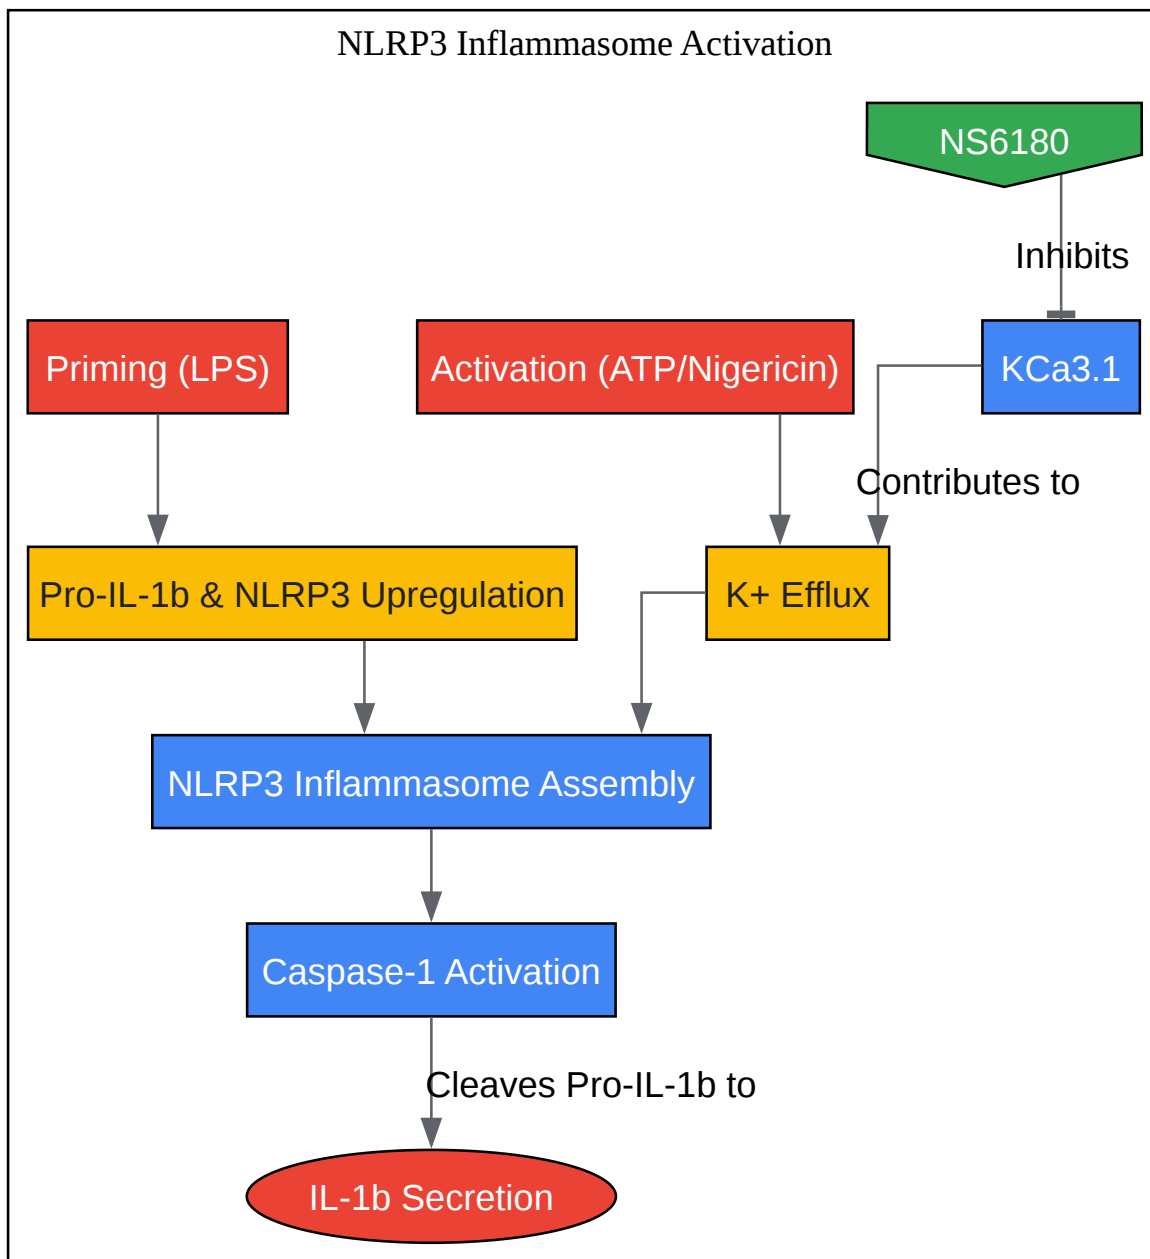 NLRP3 Inflammasome Activation
NS6180
Inhibits
Priming (LPS)
Activation (ATP/Nigericin)
KCa3.1
Contributes to
Pro-IL-1b & NLRP3 Upregulation
K+ Efflux
NLRP3 Inflammasome Assembly
Caspase-1 Activation
Cleaves Pro-IL-1b to
IL-1b Secretion